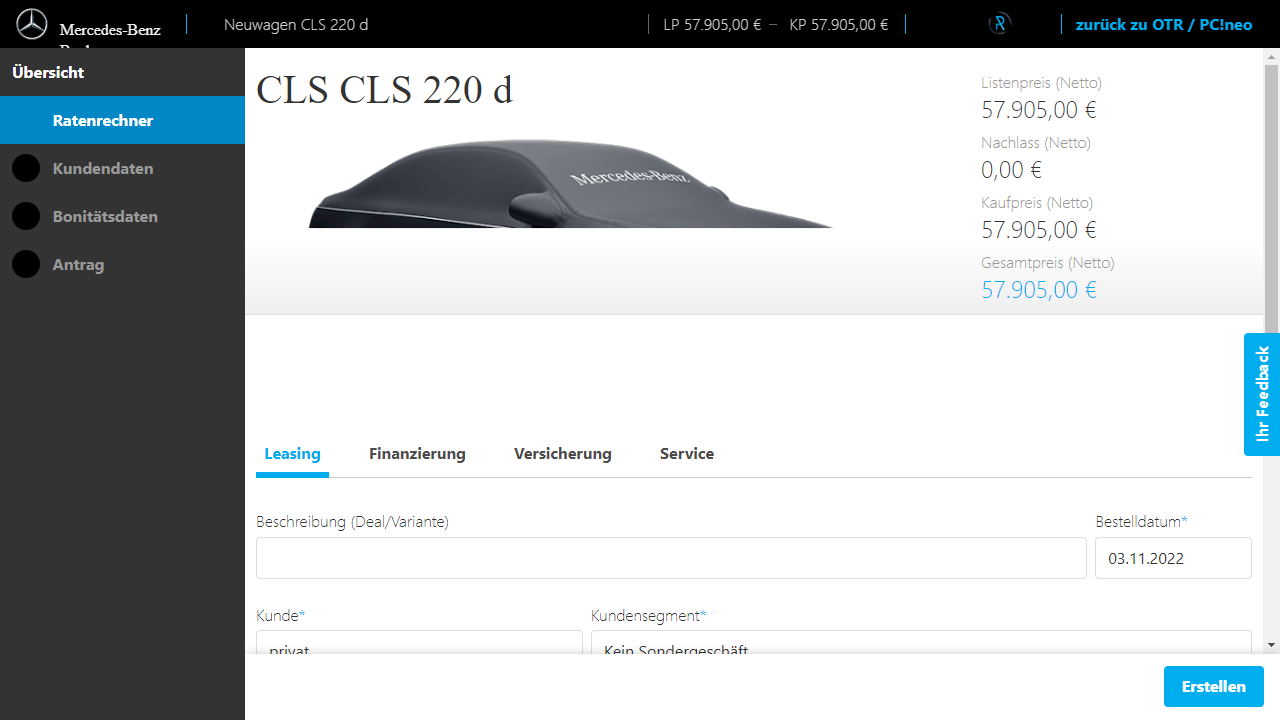 Mercedes-Benz
Neuwagen CLS 220 d
LP 57.905,00 € – KP 57.905,00 €
zurück zu OTR / PC!neo
Übersicht
Ratenrechner
Kundendaten
Bonitätsdaten
Antrag
CLS CLS 220 d
Mercedes-Benz
Listenpreis (Netto)
57.905,00 €
Nachlass (Netto)
0,00 €
Kaufpreis (Netto)
57.905,00 €
Gesamtpreis (Netto)
57.905,00 €
Ihr Feedback
Leasing Finanzierung Versicherung Service
Beschreibung (Deal/Variante) Bestelldatum*
03.11.2022
Kunde* Kundensegment*
privat Kein Sondergeschäft
Erstellen